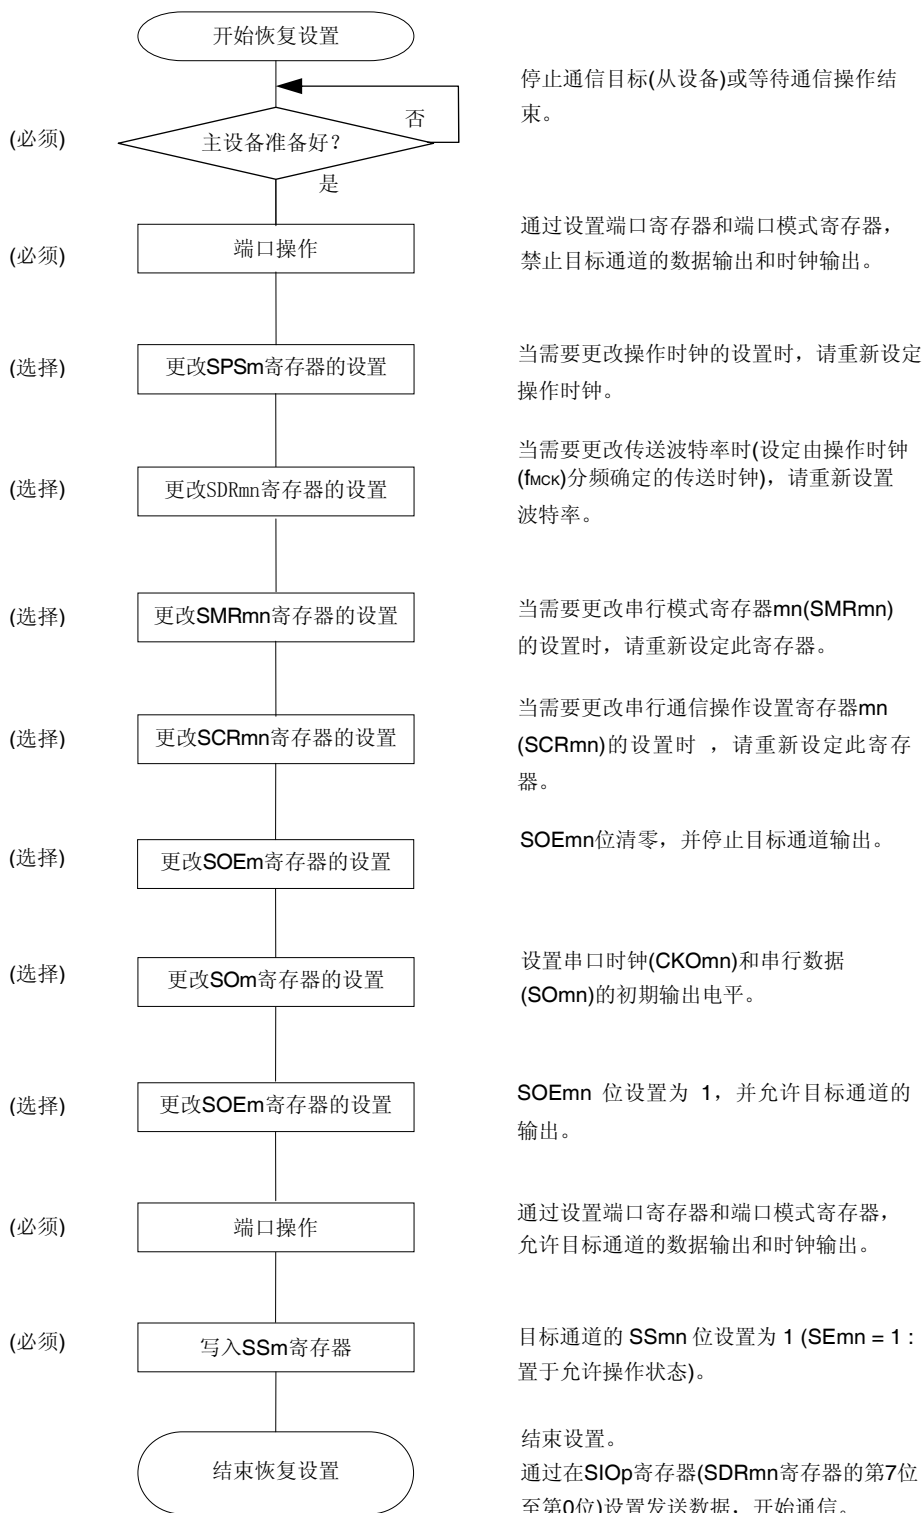 开始恢复设置
停止通信目标(从设备)或等待通信操作结
束。
否
(必须)
主设备准备好？
是
(必须)
端口操作
通过设置端口寄存器和端口模式寄存器，
禁止目标通道的数据输出和时钟输出。
(选择)
更改SPSm寄存器的设置
当需要更改操作时钟的设置时，请重新设定
操作时钟。
(选择)
更改SDRmn寄存器的设置
当需要更改传送波特率时(设定由操作时钟
(fMCK)分频确定的传送时钟)，请重新设置
波特率。
(选择)
更改SMRmn寄存器的设置
当需要更改串行模式寄存器mn(SMRmn)
的设置时，请重新设定此寄存器。
(选择)
更改SCRmn寄存器的设置
当需要更改串行通信操作设置寄存器mn
(SCRmn)的设置时 ，请重新设定此寄存
器。
(选择)
更改SOEm寄存器的设置
SOEmn位清零，并停止目标通道输出。
(选择)
更改SOm寄存器的设置
设置串口时钟(CKOmn)和串行数据
(SOmn)的初期输出电平。
(选择)
更改SOEm寄存器的设置
SOEmn 位设置为 1，并允许目标通道的
输出。
(必须)
端口操作
通过设置端口寄存器和端口模式寄存器，
允许目标通道的数据输出和时钟输出。
(必须)
写入SSm寄存器
目标通道的 SSmn 位设置为 1 (SEmn = 1 :
置于允许操作状态)。
结束恢复设置
结束设置。
通过在SIOp寄存器(SDRmn寄存器的第7位
至第0位)设置发送数据，开始通信。